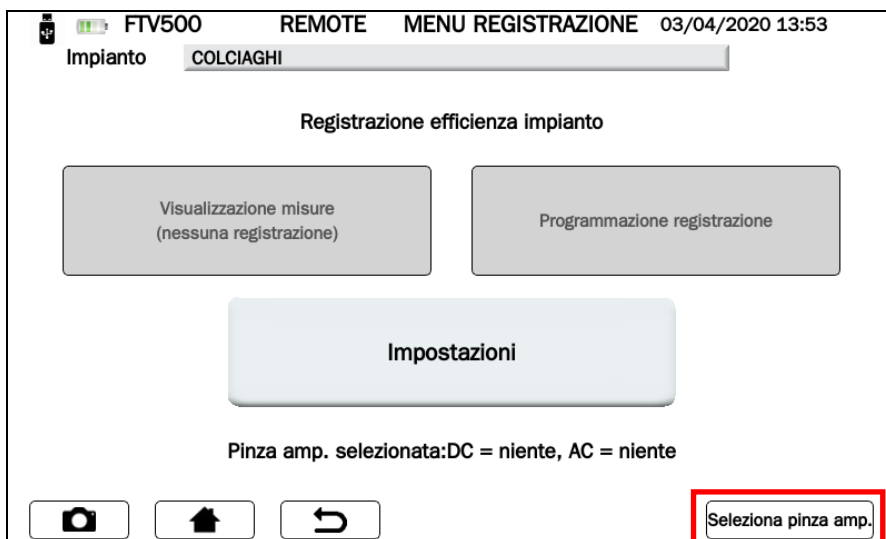 FTV500 REMOTE MENU REGISTRAZIONE 03/04/2020 13:53
Impianto COLCIAGHI
Registrazione efficienza impianto
Visualizzazione misure
(nessuna registrazione)
Programmazione registrazione
Impostazioni
Pinza amp. selezionata:DC = niente, AC = niente
Seleziona pinza amp.